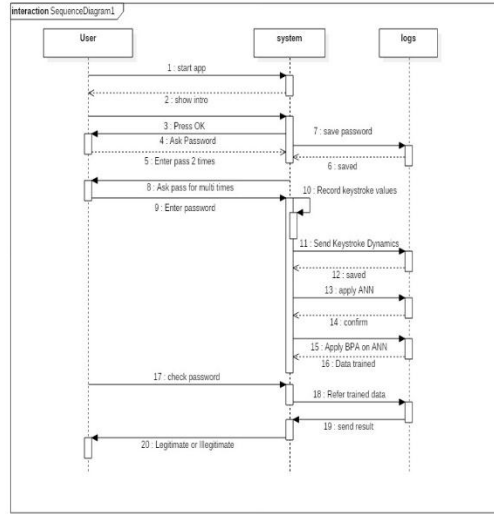 interaction SequenceDiagram1
User
system
logs
1 : start app
2 : show intro
3 : Press OK
7 : save password
4 : Ask Password
5 : Enter pass 2 times
6 : saved
8 : Ask pass for multi times
10 : Record keystroke values
9 : Enter password
11 : Send Keystroke Dynamics
12 : saved
13 : apply ANN
14 : confirm
15 : Apply BPA on ANN
16 : Data trained
17 : check password
18 : Refer trained data
19 : send result
20 : Legitimate or Illegitimate